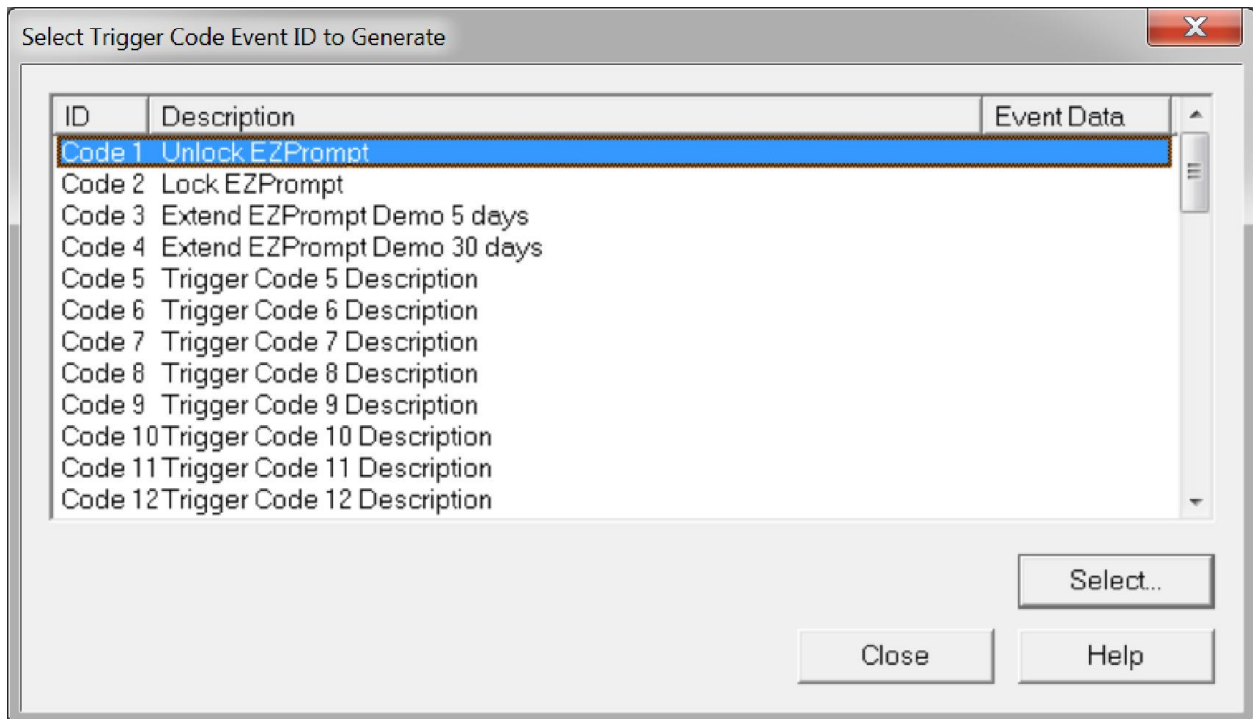 Select Trigger Code Event ID to Generate
ID Description Event Data
Code 1 Unlock EZPrompt
Code 2 Lock EZPrompt
Code 3 Extend EZPrompt Demo 5 days
Code 4 Extend EZPrompt Demo 30 days
Code 5 Trigger Code 5 Description
Code 6 Trigger Code 6 Description
Code 7 Trigger Code 7 Description
Code 8 Trigger Code 8 Description
Code 9 Trigger Code 9 Description
Code 10 Trigger Code 10 Description
Code 11 Trigger Code 11 Description
Code 12 Trigger Code 12 Description
Select...
Close Help